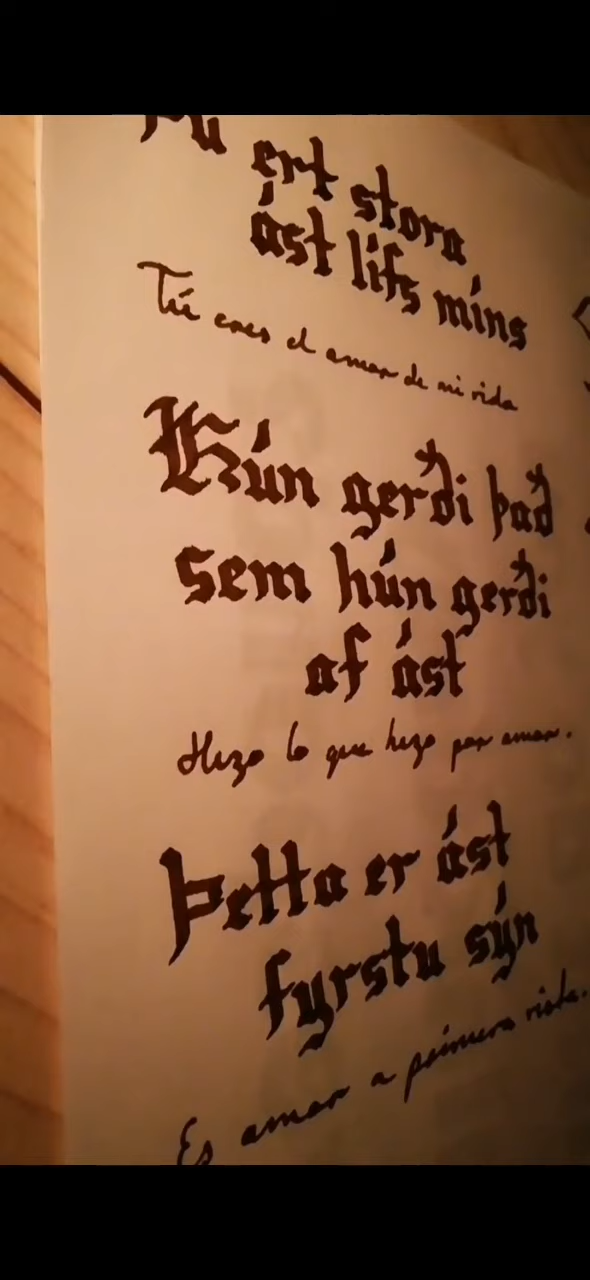 Þú ert stora
ást lífs míns
Tú eres el amor de mi vida
Hún gerði það
sem hún gerði
af ást
Hizo lo que hizo por amor.
Þetta er ást
fyrstu sýn
Es amor a primera vista.